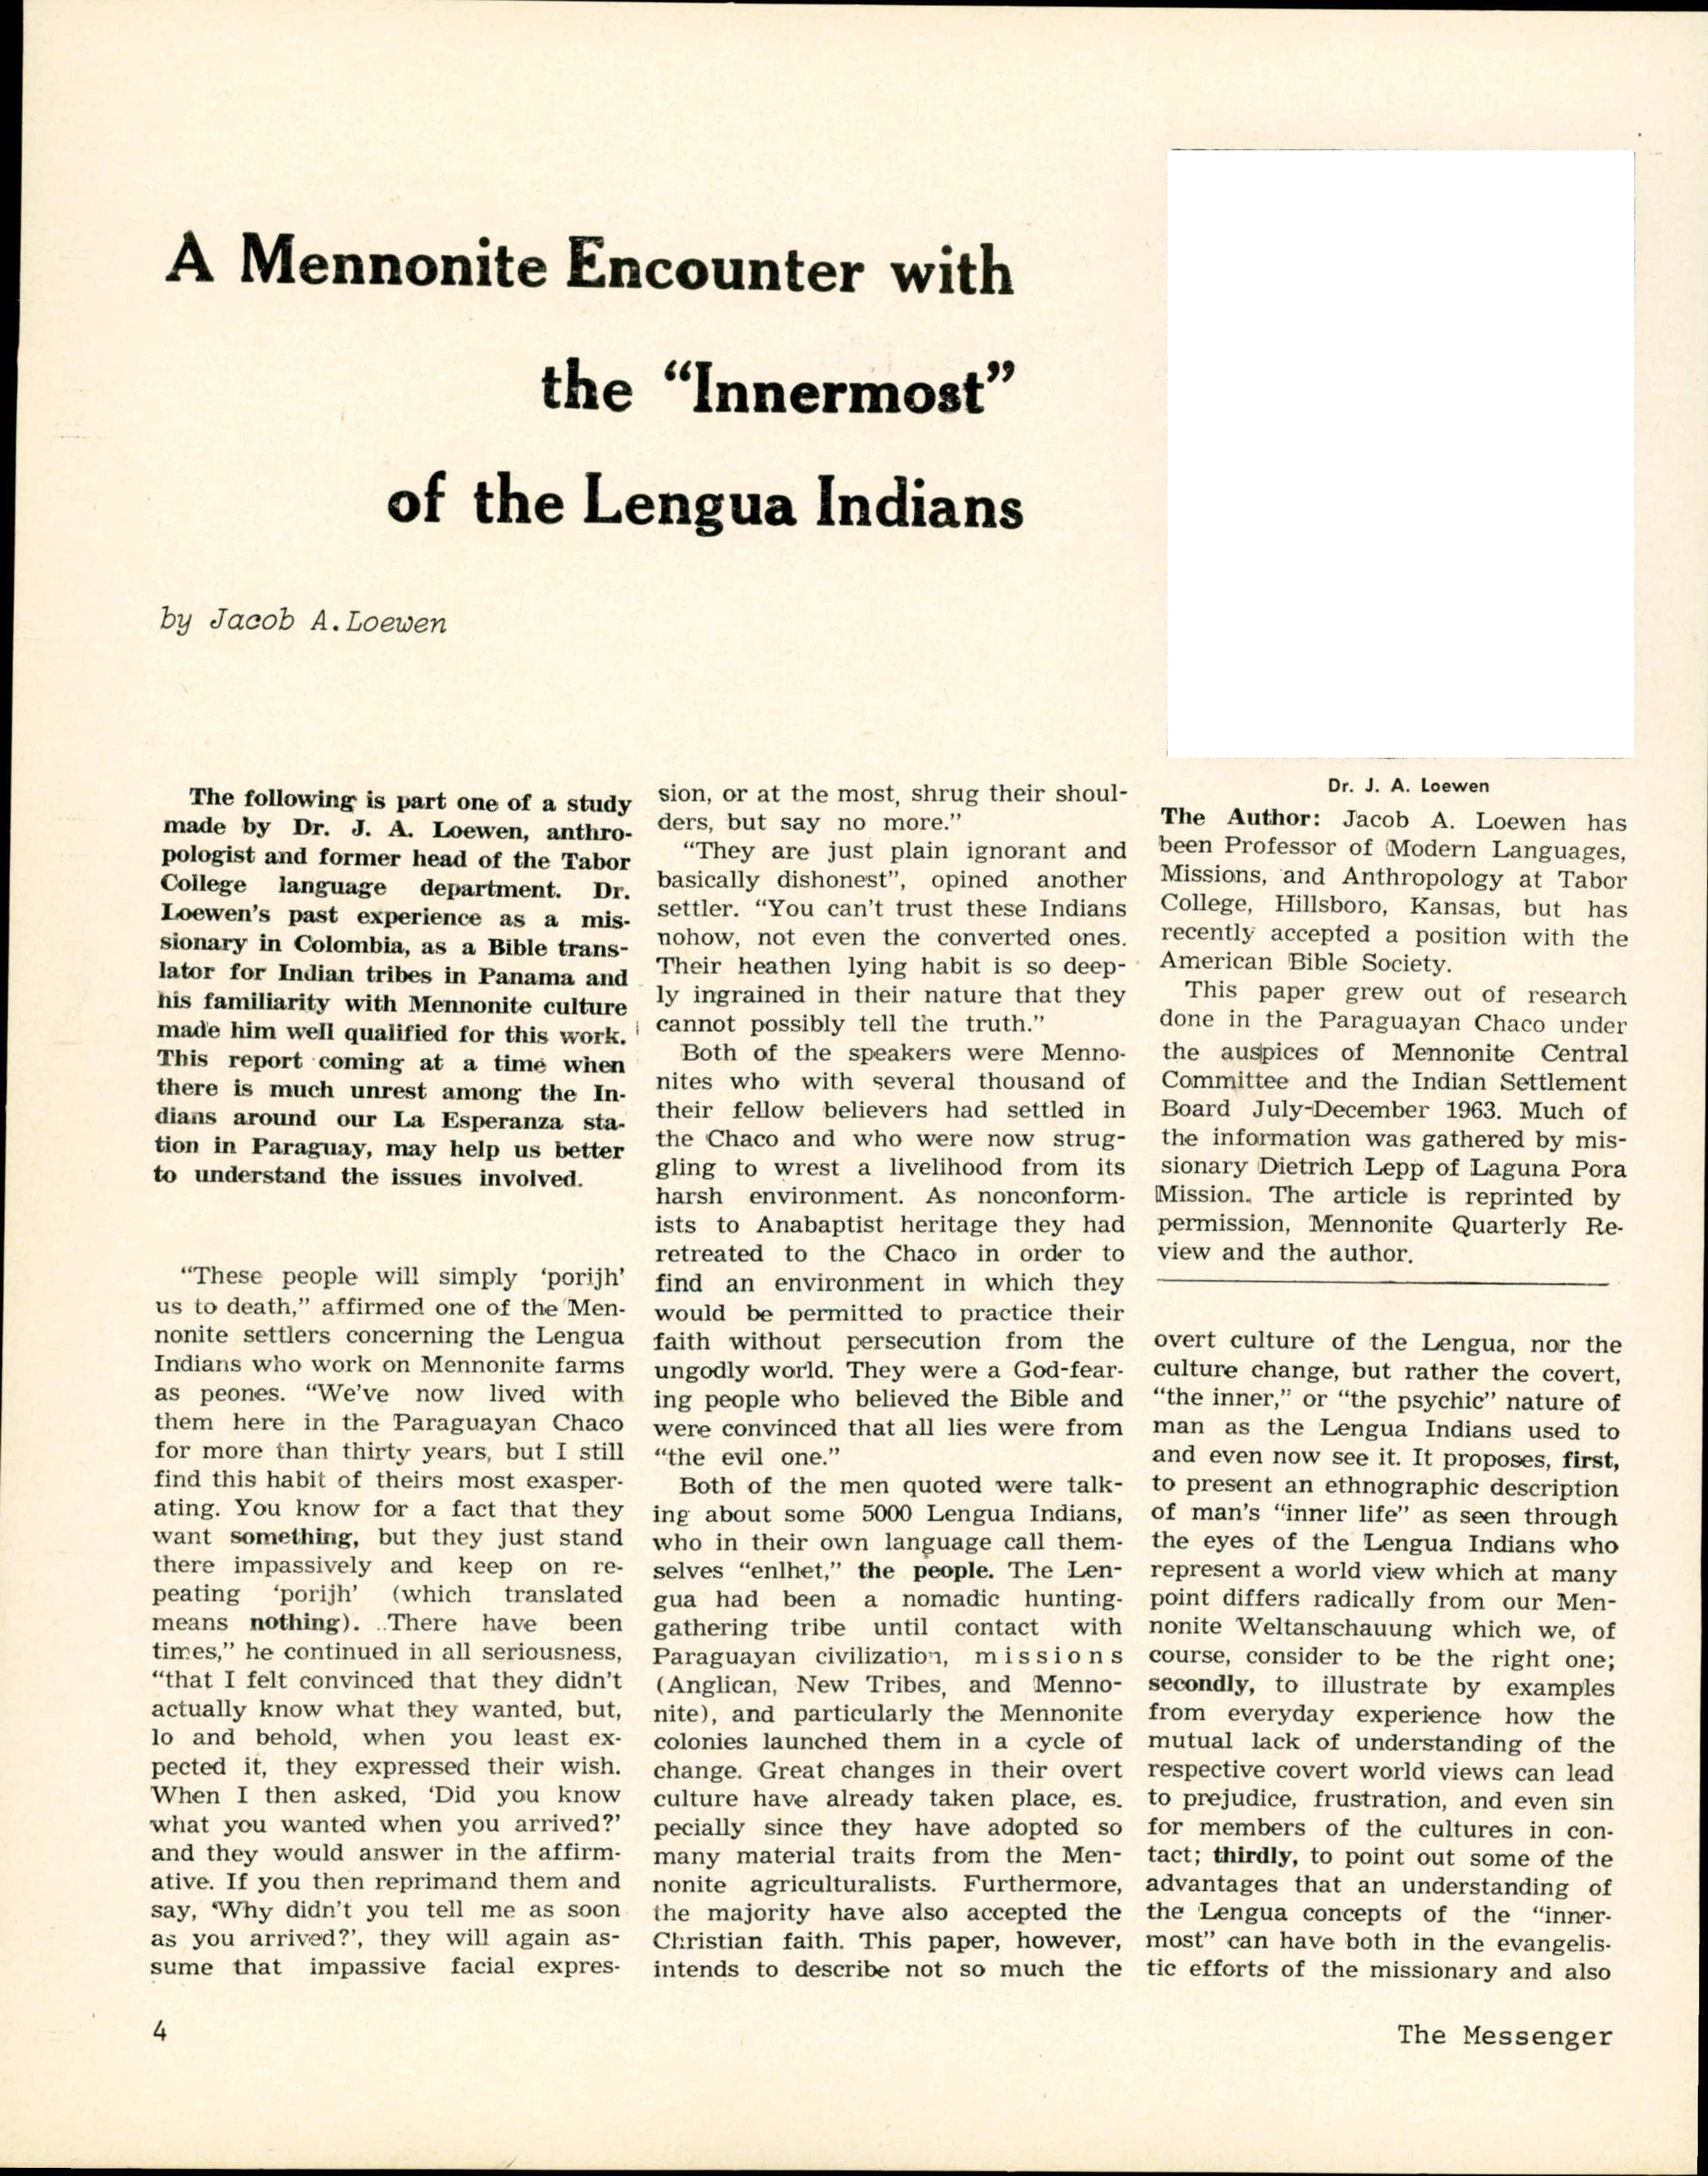 A Mennonite Encounter with
the “Innermost”
of the Lengua Indians
by Jacob A. Loewen
The following is part one of a study
made by Dr. J. A. Loewen, anthro-
pologist and former head of the Tabor
College language department. Dr.
Loewen’s past experience as a mis-
sionary in Colombia, as a Bible trans-
lator for Indian tribes in Panama and
his familiarity with Mennonite culture
made him well qualified for this work.
This report coming at a time when
there is much unrest among the In-
dians around our La Esperanza sta-
tion in Paraguay, may help us better
to understand the issues involved.
“These people will simply ‘porijh’
us to death,” affirmed one of the Men-
nonite settlers concerning the Lengua
Indians who work on Mennonite farms
as peones. “We’ve now lived with
them here in the Paraguayan Chaco
for more than thirty years, but I still
find this habit of theirs most exasper-
ating. You know for a fact that they
want something, but they just stand
there impassively and keep on re-
peating ‘porijh’ (which translated
means nothing). ..There have been
times,” he continued in all seriousness,
“that I felt convinced that they didn’t
actually know what they wanted, but,
lo and behold, when you least ex-
pected it, they expressed their wish.
When I then asked, ‘Did you know
what you wanted when you arrived?’
and they would answer in the affirm-
ative. If you then reprimand them and
say, ‘Why didn’t you tell me as soon
as you arrived?’, they will again as-
sume that impassive facial expres-
sion, or at the most, shrug their shoul-
ders, but say no more.”
“They are just plain ignorant and
basically dishonest”, opined another
settler. “You can’t trust these Indians
nohow, not even the converted ones.
Their heathen lying habit is so deep-
ly ingrained in their nature that they
cannot possibly tell the truth.”
Both of the speakers were Menno-
nites who with several thousand of
their fellow believers had settled in
the Chaco and who were now strug-
gling to wrest a livelihood from its
harsh environment. As nonconform-
ists to Anabaptist heritage they had
retreated to the Chaco in order to
find an environment in which they
would be permitted to practice their
faith without persecution from the
ungodly world. They were a God-fear-
ing people who believed the Bible and
were convinced that all lies were from
“the evil one.”
Both of the men quoted were talk-
ing about some 5000 Lengua Indians,
who in their own language call them-
selves “enlhet,” the people. The Len-
gua had been a nomadic hunting-
gathering tribe until contact with
Paraguayan civilization, missions
(Anglican, New Tribes, and Menno-
nite), and particularly the Mennonite
colonies launched them in a cycle of
change. Great changes in their overt
culture have already taken place, es.
pecially since they have adopted so
many material traits from the Men-
nonite agriculturalists. Furthermore,
the majority have also accepted the
Christian faith. This paper, however,
intends to describe not so much the
Dr. J. A. Loewen
The Author: Jacob A. Loewen has
been Professor of Modern Languages,
Missions, and Anthropology at Tabor
College, Hillsboro, Kansas, but has
recently accepted a position with the
American Bible Society.
This paper grew out of research
done in the Paraguayan Chaco under
the auspices of Mennonite Central
Committee and the Indian Settlement
Board July-December 1963. Much of
the information was gathered by mis-
sionary Dietrich Lepp of Laguna Pora
Mission. The article is reprinted by
permission, Mennonite Quarterly Re-
view and the author.
overt culture of the Lengua, nor the
culture change, but rather the covert,
“the inner,” or “the psychic” nature of
man as the Lengua Indians used to
and even now see it. It proposes, first,
to present an ethnographic description
of man’s “inner life” as seen through
the eyes of the Lengua Indians who
represent a world view which at many
point differs radically from our Men-
nonite Weltanschauung which we, of
course, consider to be the right one;
secondly, to illustrate by examples
from everyday experience how the
mutual lack of understanding of the
respective covert world views can lead
to prejudice, frustration, and even sin
for members of the cultures in con-
tact; thirdly, to point out some of the
advantages that an understanding of
the Lengua concepts of the “inner-
most” can have both in the evangelis-
tic efforts of the missionary and also
4
The Messenger